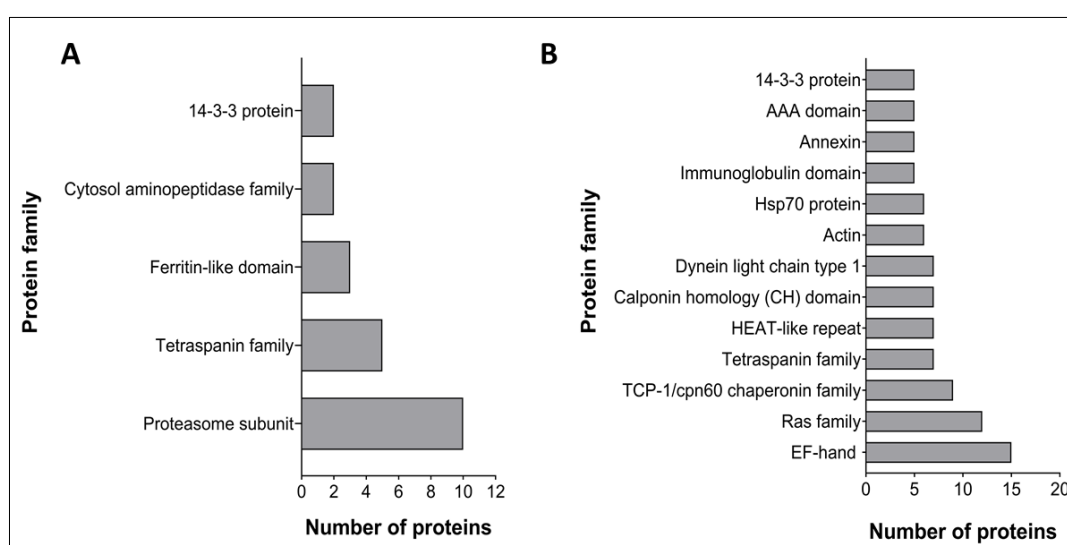 A
Protein family
14-3-3 protein
Cytosol aminopeptidase family
Ferritin-like domain
Tetraspanin family
Proteasome subunit
0 2 4 6 8 10 12
Number of proteins
B
Protein family
14-3-3 protein
AAA domain
Annexin
Immunoglobulin domain
Hsp70 protein
Actin
Dynein light chain type 1
Calponin homology (CH) domain
HEAT-like repeat
Tetraspanin family
TCP-1/cpn60 chaperonin family
Ras family
EF-hand
0 5 10 15 20
Number of proteins